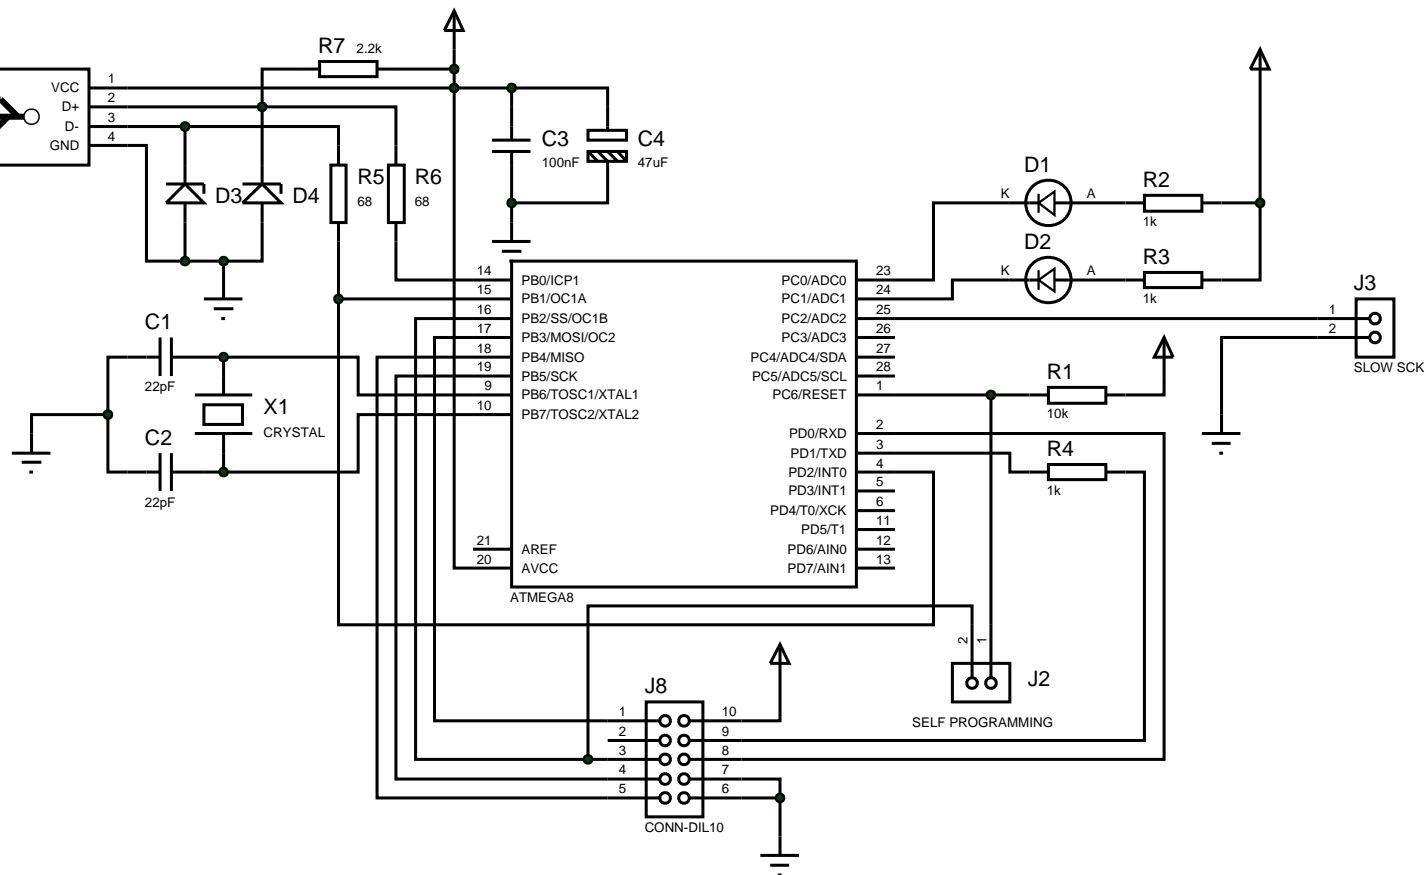 R7 2.2k
VCC 1
D+ 2
D- 3
GND 4
C3
100nF
C4
47uF
D3
D4
R5
68
R6
68
D1
K A
R2
1k
D2
K A
R3
1k
J3
1
2
SLOW SCK
C1
22pF
X1
CRYSTAL
C2
22pF
14 PB0/ICP1
15 PB1/OC1A
16 PB2/SS/OC1B
17 PB3/MOSI/OC2
18 PB4/MISO
19 PB5/SCK
9 PB6/TOSC1/XTAL1
10 PB7/TOSC2/XTAL2
21 AREF
20 AVCC
PC0/ADC0 23
PC1/ADC1 24
PC2/ADC2 25
PC3/ADC3 26
PC4/ADC4/SDA 27
PC5/ADC5/SCL 28
PC6/RESET 1
PD0/RXD 2
PD1/TXD 3
PD2/INT0 4
PD3/INT1 5
PD4/T0/XCK 6
PD5/T1 11
PD6/AIN0 12
PD7/AIN1 13
ATMEGA8
R1
10k
R4
1k
2 1
J2
SELF PROGRAMMING
J8
1 10
2 9
3 8
4 7
5 6
CONN-DIL10